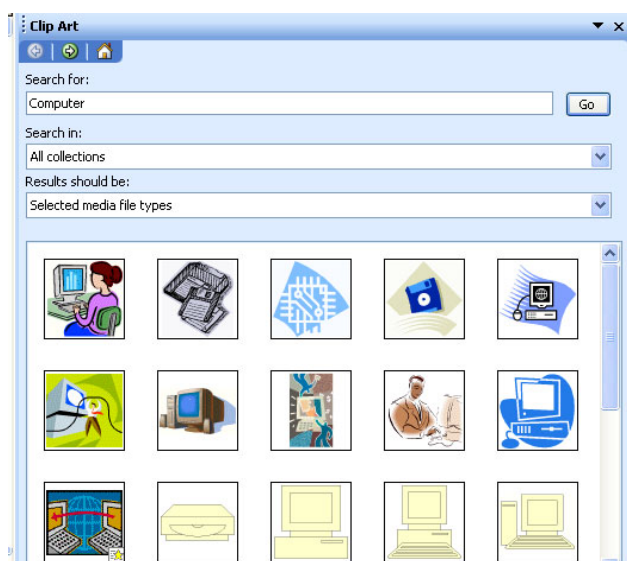 Clip Art
Search for:
Computer
Go
Search in:
All collections
Results should be:
Selected media file types